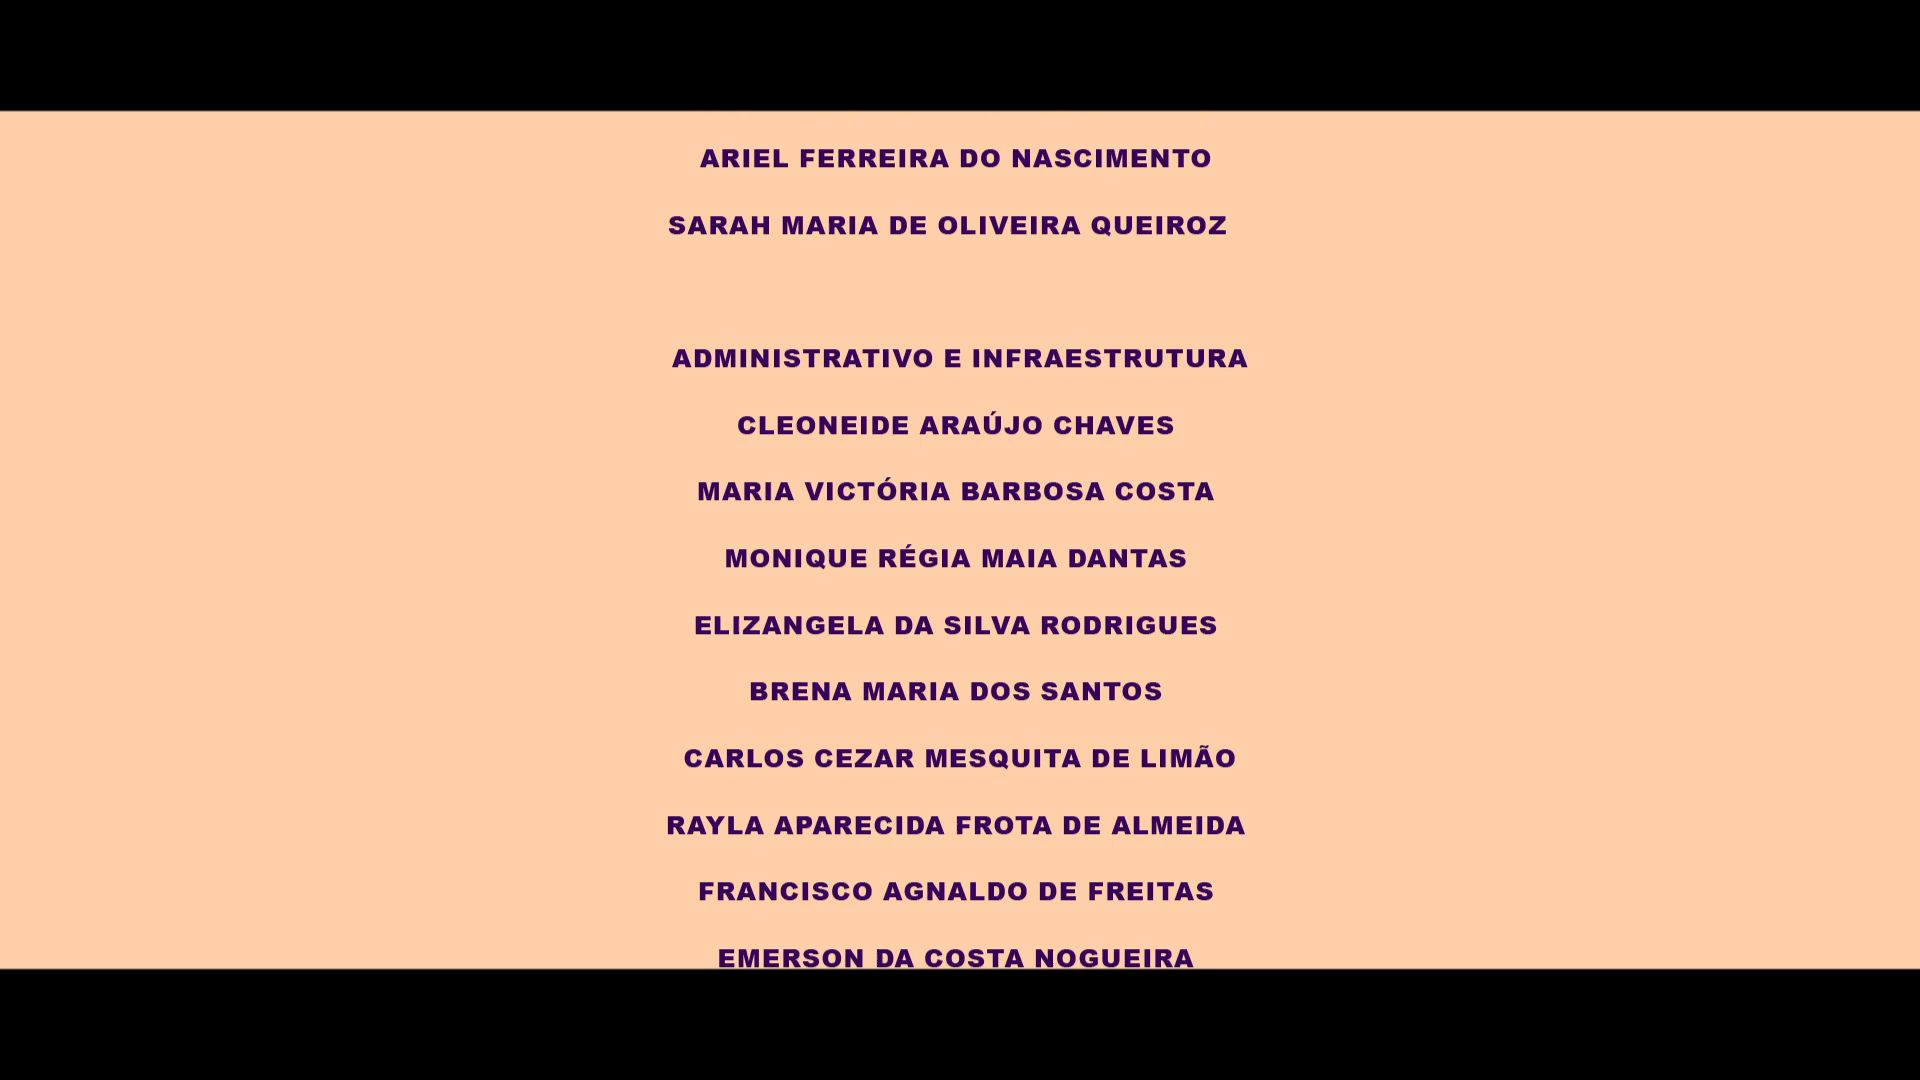 ARIEL FERREIRA DO NASCIMENTO
SARAH MARIA DE OLIVEIRA QUEIROZ
ADMINISTRATIVO E INFRAESTRUTURA
CLEONEIDE ARAÚJO CHAVES
MARIA VICTÓRIA BARBOSA COSTA
MONIQUE RÉGIA MAIA DANTAS
ELIZANGELA DA SILVA RODRIGUES
BRENA MARIA DOS SANTOS
CARLOS CEZAR MESQUITA DE LIMÃO
RAYLA APARECIDA FROTA DE ALMEIDA
FRANCISCO AGNALDO DE FREITAS
EMERSON DA COSTA NOGUEIRA